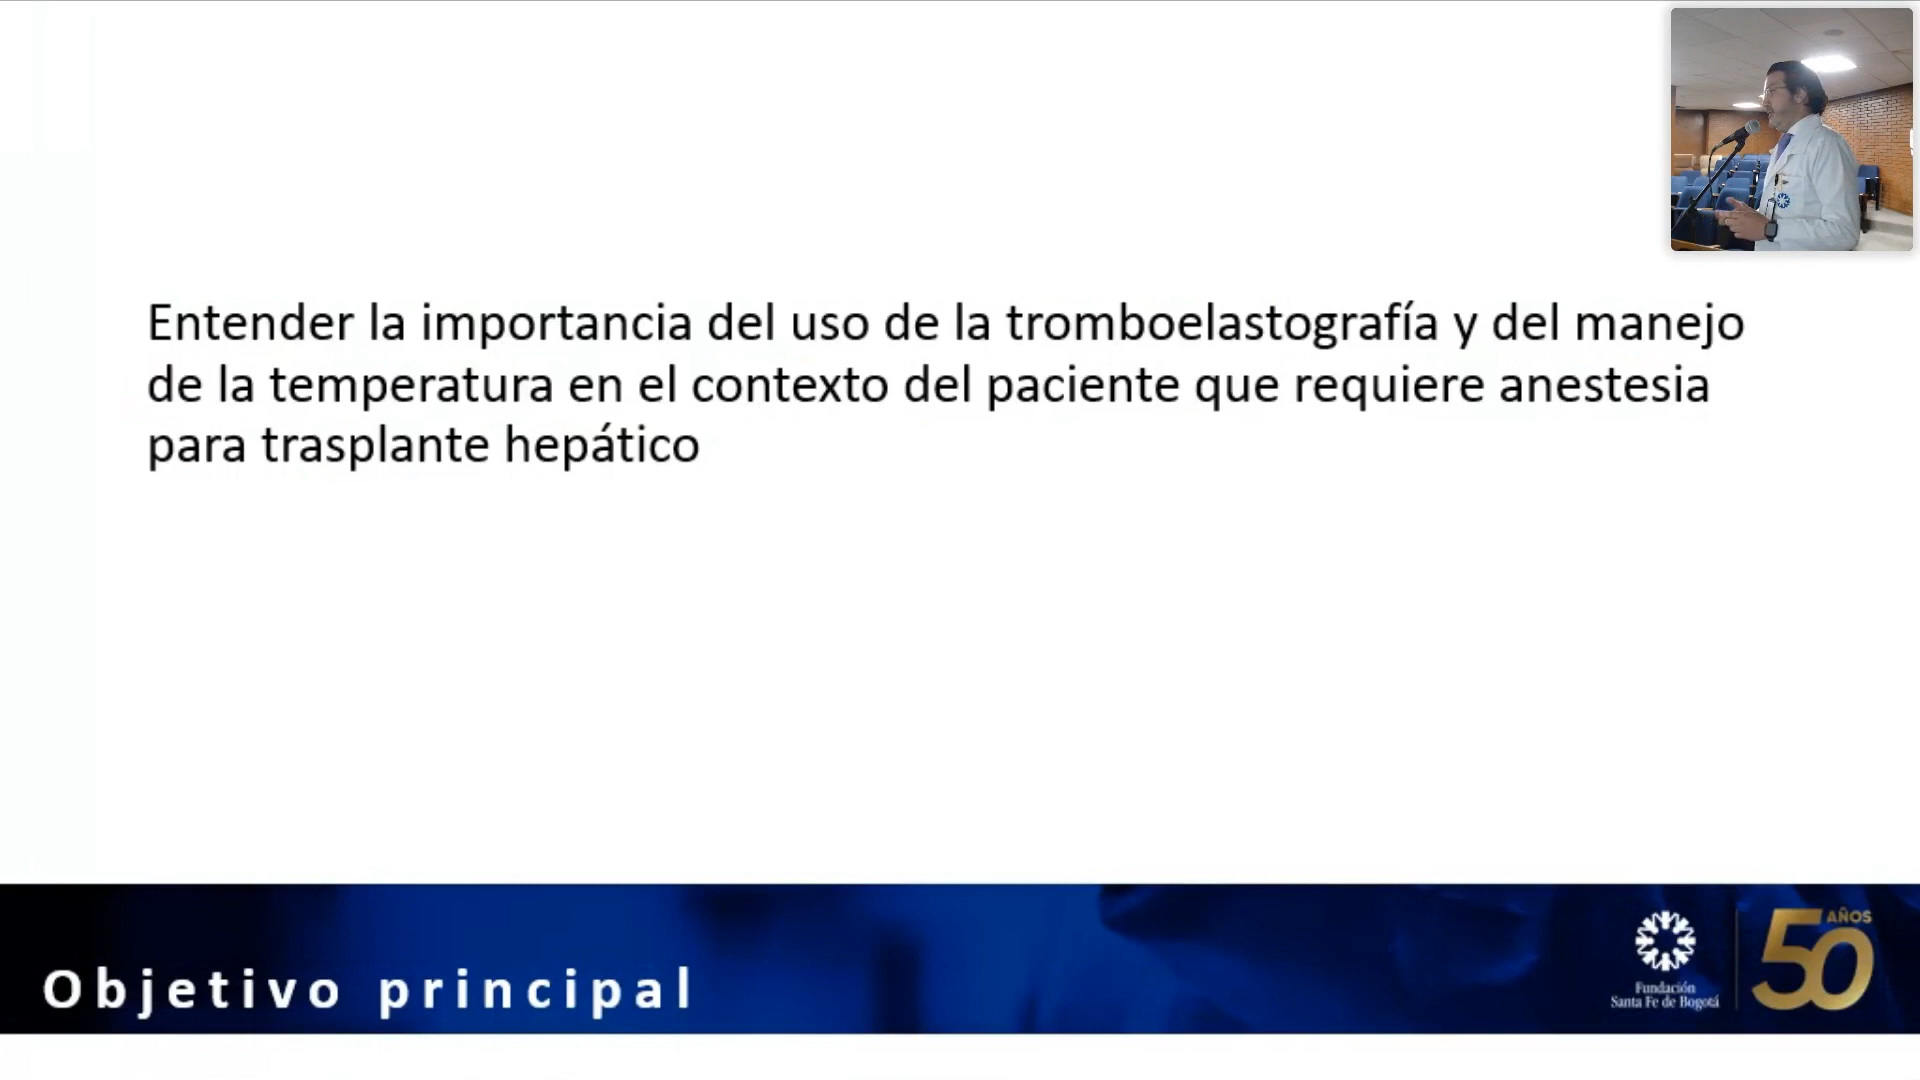 Entender la importancia del uso de la tromboelastografía y del manejo
de la temperatura en el contexto del paciente que requiere anestesia
para trasplante hepático
Objetivo principal
Fundación
Santa Fe de Bogotá
50 AÑOS